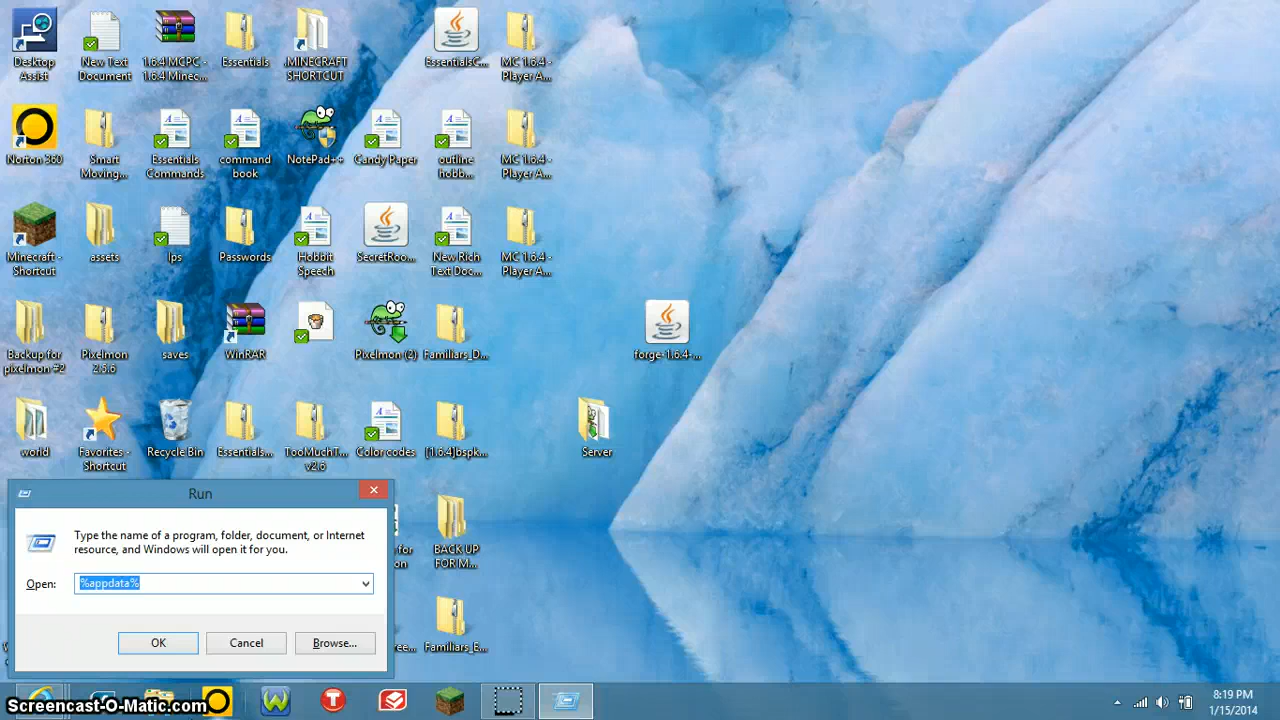 Desktop
Assist
New Text
Document
1.6.4 MCPC -
1.6.4 Minec...
Essentials
.MINECRAFT
SHORTCUT
EssentialsC...
MC 1.6.4 -
Player A...
Norton 360
Smart
Moving...
Essentials
Commands
command
book
NotePad++
Candy Paper
outline
hobb...
MC 1.6.4 -
Player A...
Minecraft -
Shortcut
assets
Ips
Passwords
Hobbit
Speech
SecretRoo...
New Rich
Text Doc...
MC 1.6.4 -
Player A...
Backup for
pixelmon #2
Pixelmon
2.5.6
saves
WinRAR
Pixelmon (2)
Familiars_D...
forge-1.6.4-...
world
Favorites -
Shortcut
Recycle Bin
Essentials...
TooMuchT...
v2.6
Color codes
[1.6.4]bspk...
Server
Run
Type the name of a program, folder, document, or Internet
resource, and Windows will open it for you.
Open:
%appdata%
OK
Cancel
Browse...
BACK UP
FOR M...
Familiars_E...
Screencast-O-Matic.com
8:19 PM
1/15/2014